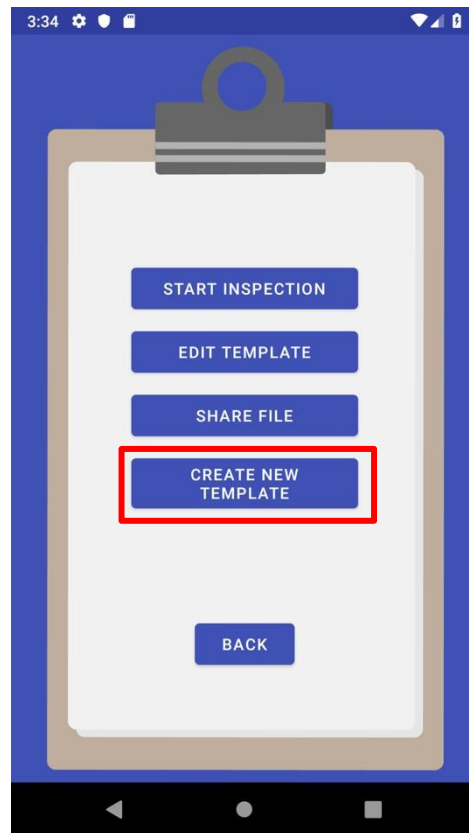 3:34
START INSPECTION
EDIT TEMPLATE
SHARE FILE
CREATE NEW
TEMPLATE
BACK